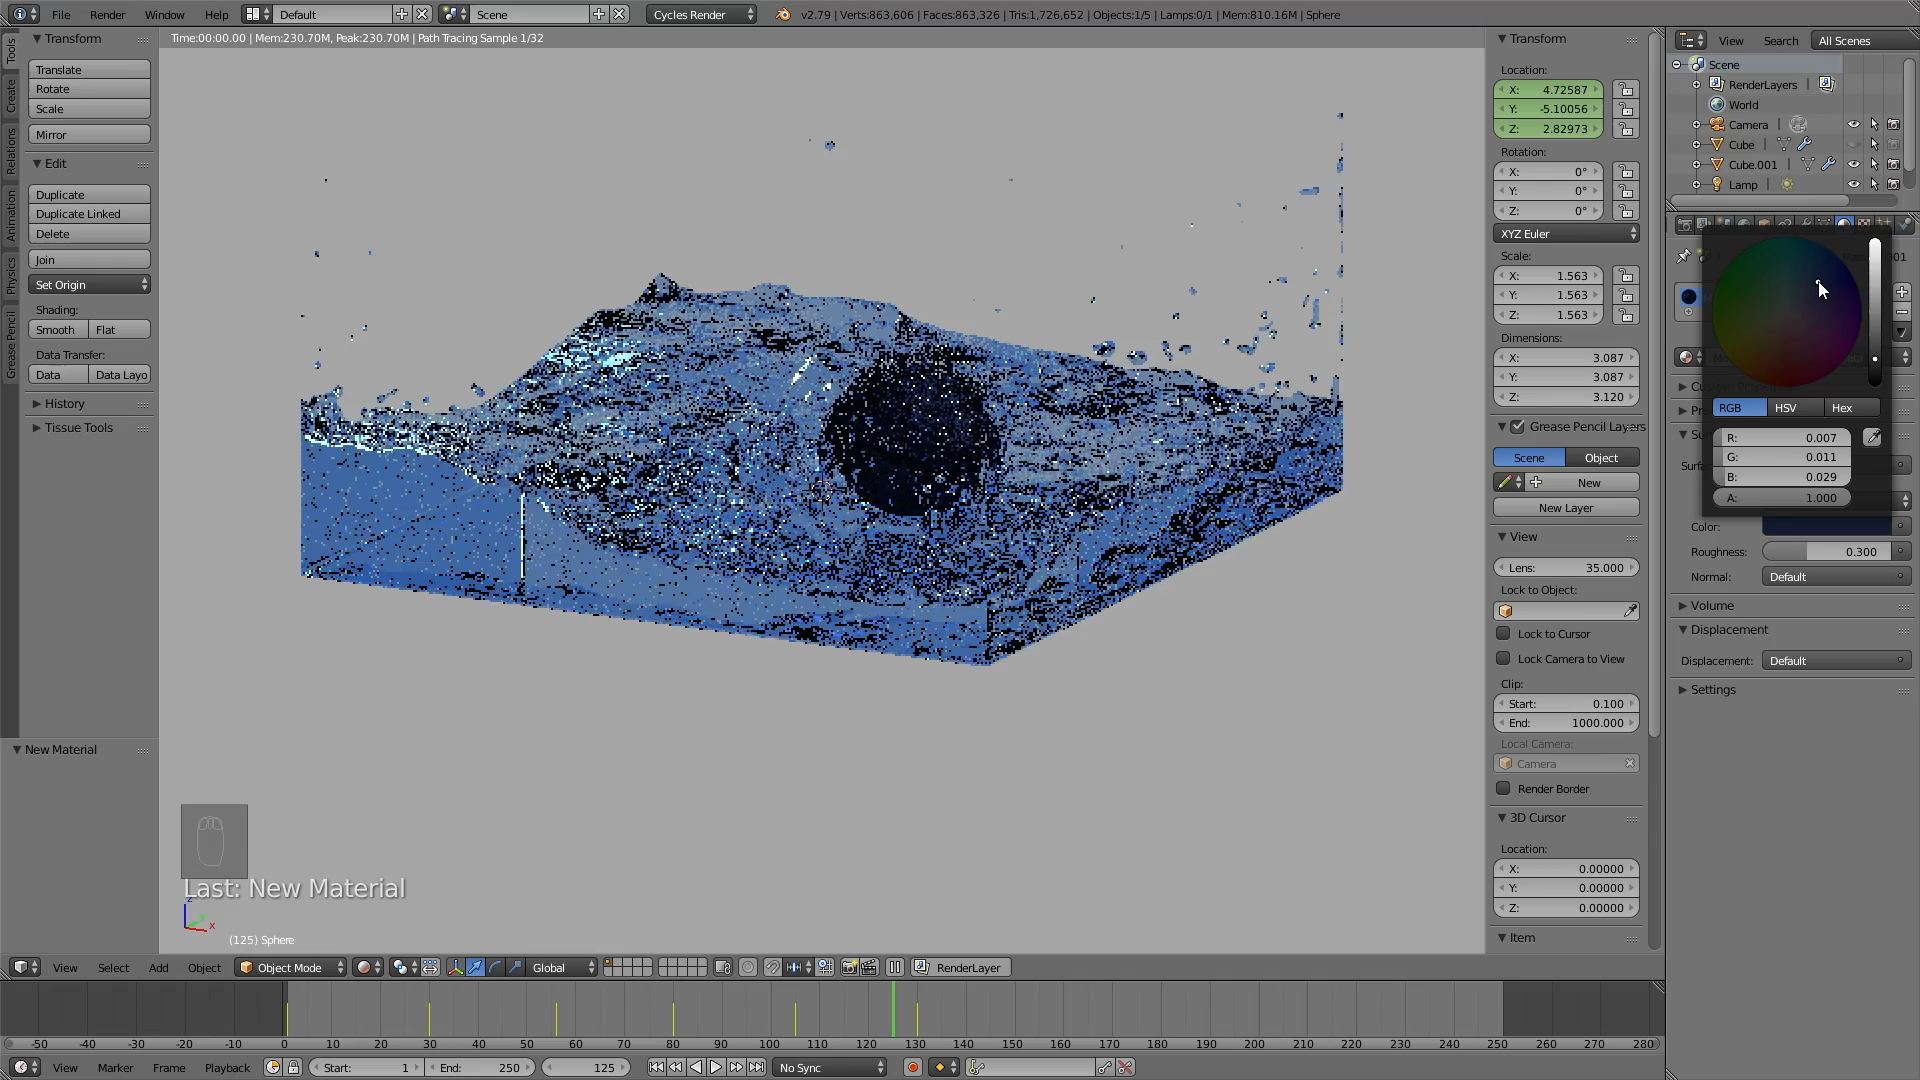 File Render Window Help Default Scene Cycles Render v2.79 | Verts:863,606 | Faces:863,326 | Tris:1,726,652 | Objects:1/5 | Lamps:0/1 | Mem:810.16M | Sphere
Time:00:00.00 | Mem:230.70M, Peak:230.70M | Path Tracing Sample 1/32
Tools
Create
Relations
Animation
Physics
Grease Pencil
Transform
Translate
Rotate
Scale
Mirror
Edit
Duplicate
Duplicate Linked
Delete
Join
Set Origin
Shading:
Smooth Flat
Data Transfer:
Data Data Layo
History
Tissue Tools
New Material
Last: New Material
z
x
(125) Sphere
Transform
Location:
X: 4.72587
Y: -5.10056
Z: 2.82973
Rotation:
X: 0°
Y: 0°
Z: 0°
XYZ Euler
Scale:
X: 1.563
Y: 1.563
Z: 1.563
Dimensions:
X: 3.087
Y: 3.087
Z: 3.120
Grease Pencil Layers
Scene Object
New
New Layer
View
Lens: 35.000
Lock to Object:
Lock to Cursor
Lock Camera to View
Clip:
Start: 0.100
End: 1000.000
Local Camera:
Camera
Render Border
3D Cursor
Location:
X: 0.00000
Y: 0.00000
Z: 0.00000
Item
View Search All Scenes
Scene
RenderLayers |
World
Camera |
Cube |
Cube.001 |
Lamp |
RGB HSV Hex
R: 0.007
G: 0.011
B: 0.029
A: 1.000
Color:
Roughness: 0.300
Normal: Default
Volume
Displacement
Displacement: Default
Settings
View Select Add Object Object Mode Global RenderLayer
-50 -40 -30 -20 -10 0 10 20 30 40 50 60 70 80 90 100 110 120 130 140 150 160 170 180 190 200 210 220 230 240 250 260 270 280
View Marker Frame Playback Start: 1 End: 250 125 No Sync